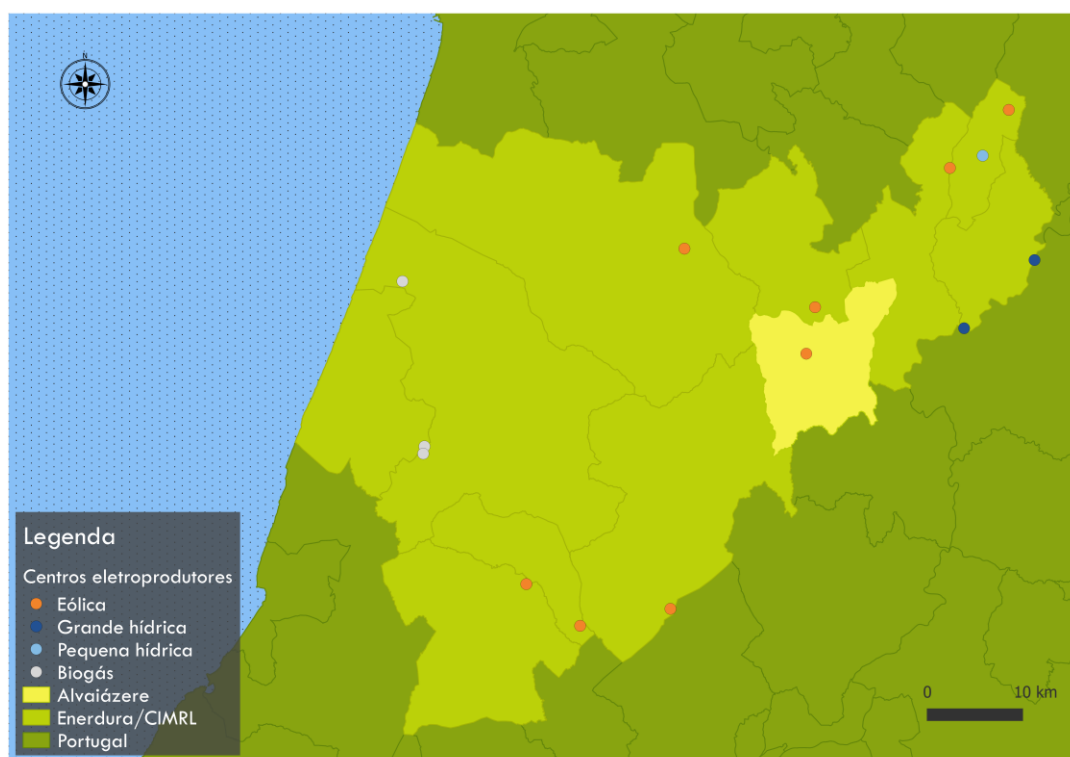 N
Legenda
Centros eletroprodutores
Eólica
Grande hídrica
Pequena hídrica
Biogás
Alvaiázere
Enerdura/CIMRL
Portugal
0 10 km